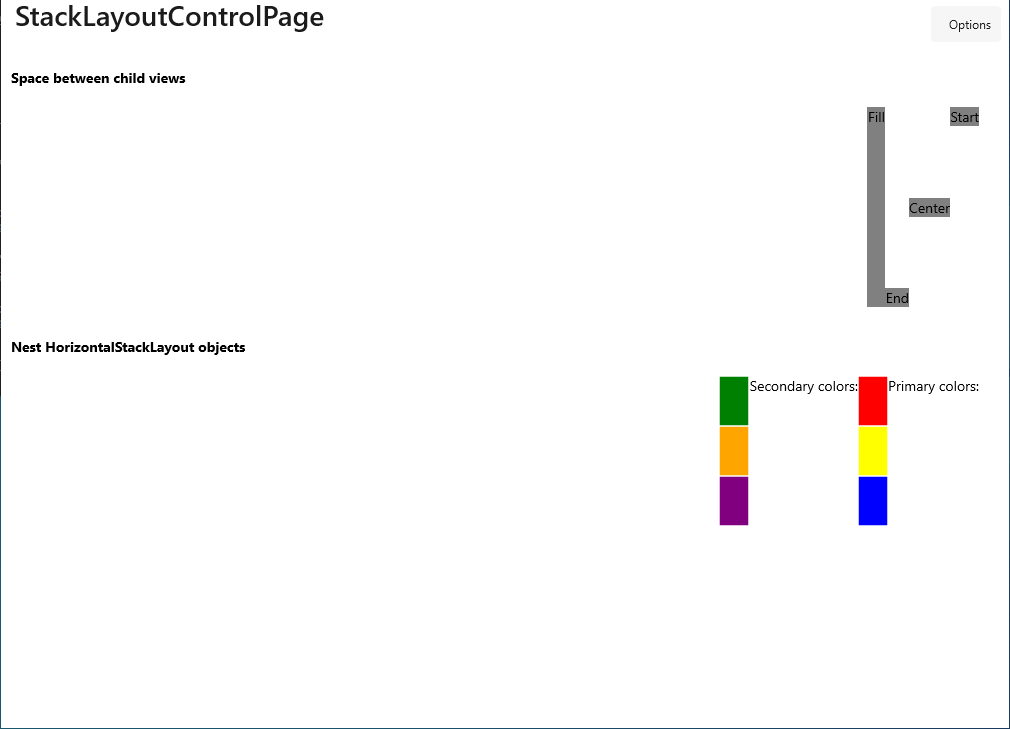 StackLayoutControlPage
Options
Space between child views
Fill
Start
Center
End
Nest HorizontalStackLayout objects
Secondary colors:
Primary colors: